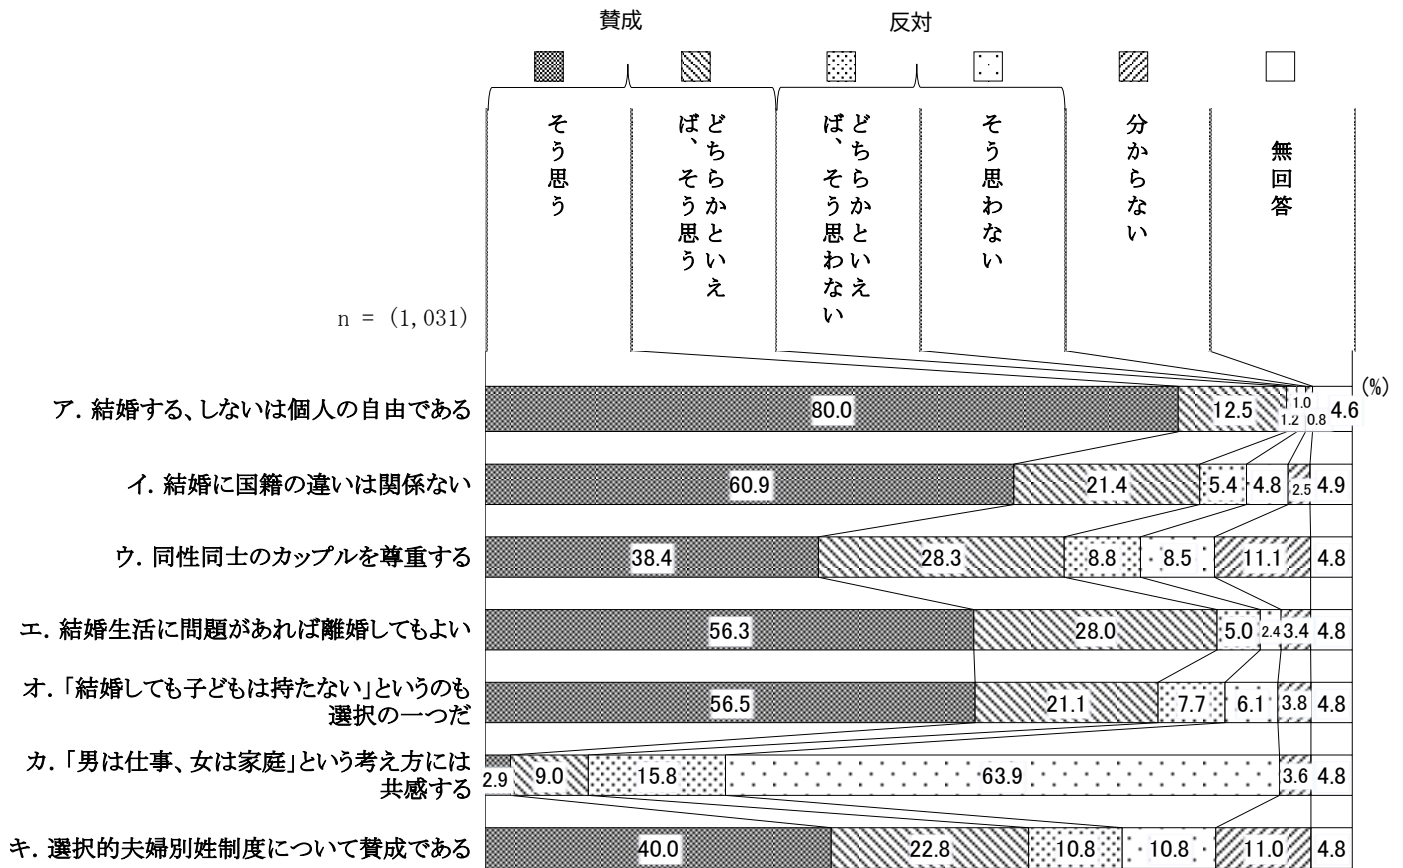 賛成
反対
そう思う
どちらかといえ
ば、そう思う
どちらかといえ
ば、そう思わない
そう思わない
分からない
無回答
n = (1,031)
(%)
ア. 結婚する、しないは個人の自由である
80.0 12.5 1.2 1.0 0.8 4.6
イ. 結婚に国籍の違いは関係ない
60.9 21.4 5.4 4.8 2.5 4.9
ウ. 同性同士のカップルを尊重する
38.4 28.3 8.8 8.5 11.1 4.8
エ. 結婚生活に問題があれば離婚してもよい
56.3 28.0 5.0 2.4 3.4 4.8
オ. 「結婚しても子どもは持たない」というのも
選択の一つだ
56.5 21.1 7.7 6.1 3.8 4.8
カ. 「男は仕事、女は家庭」という考え方には
共感する
2.9 9.0 15.8 63.9 3.6 4.8
キ. 選択的夫婦別姓制度について賛成である
40.0 22.8 10.8 10.8 11.0 4.8